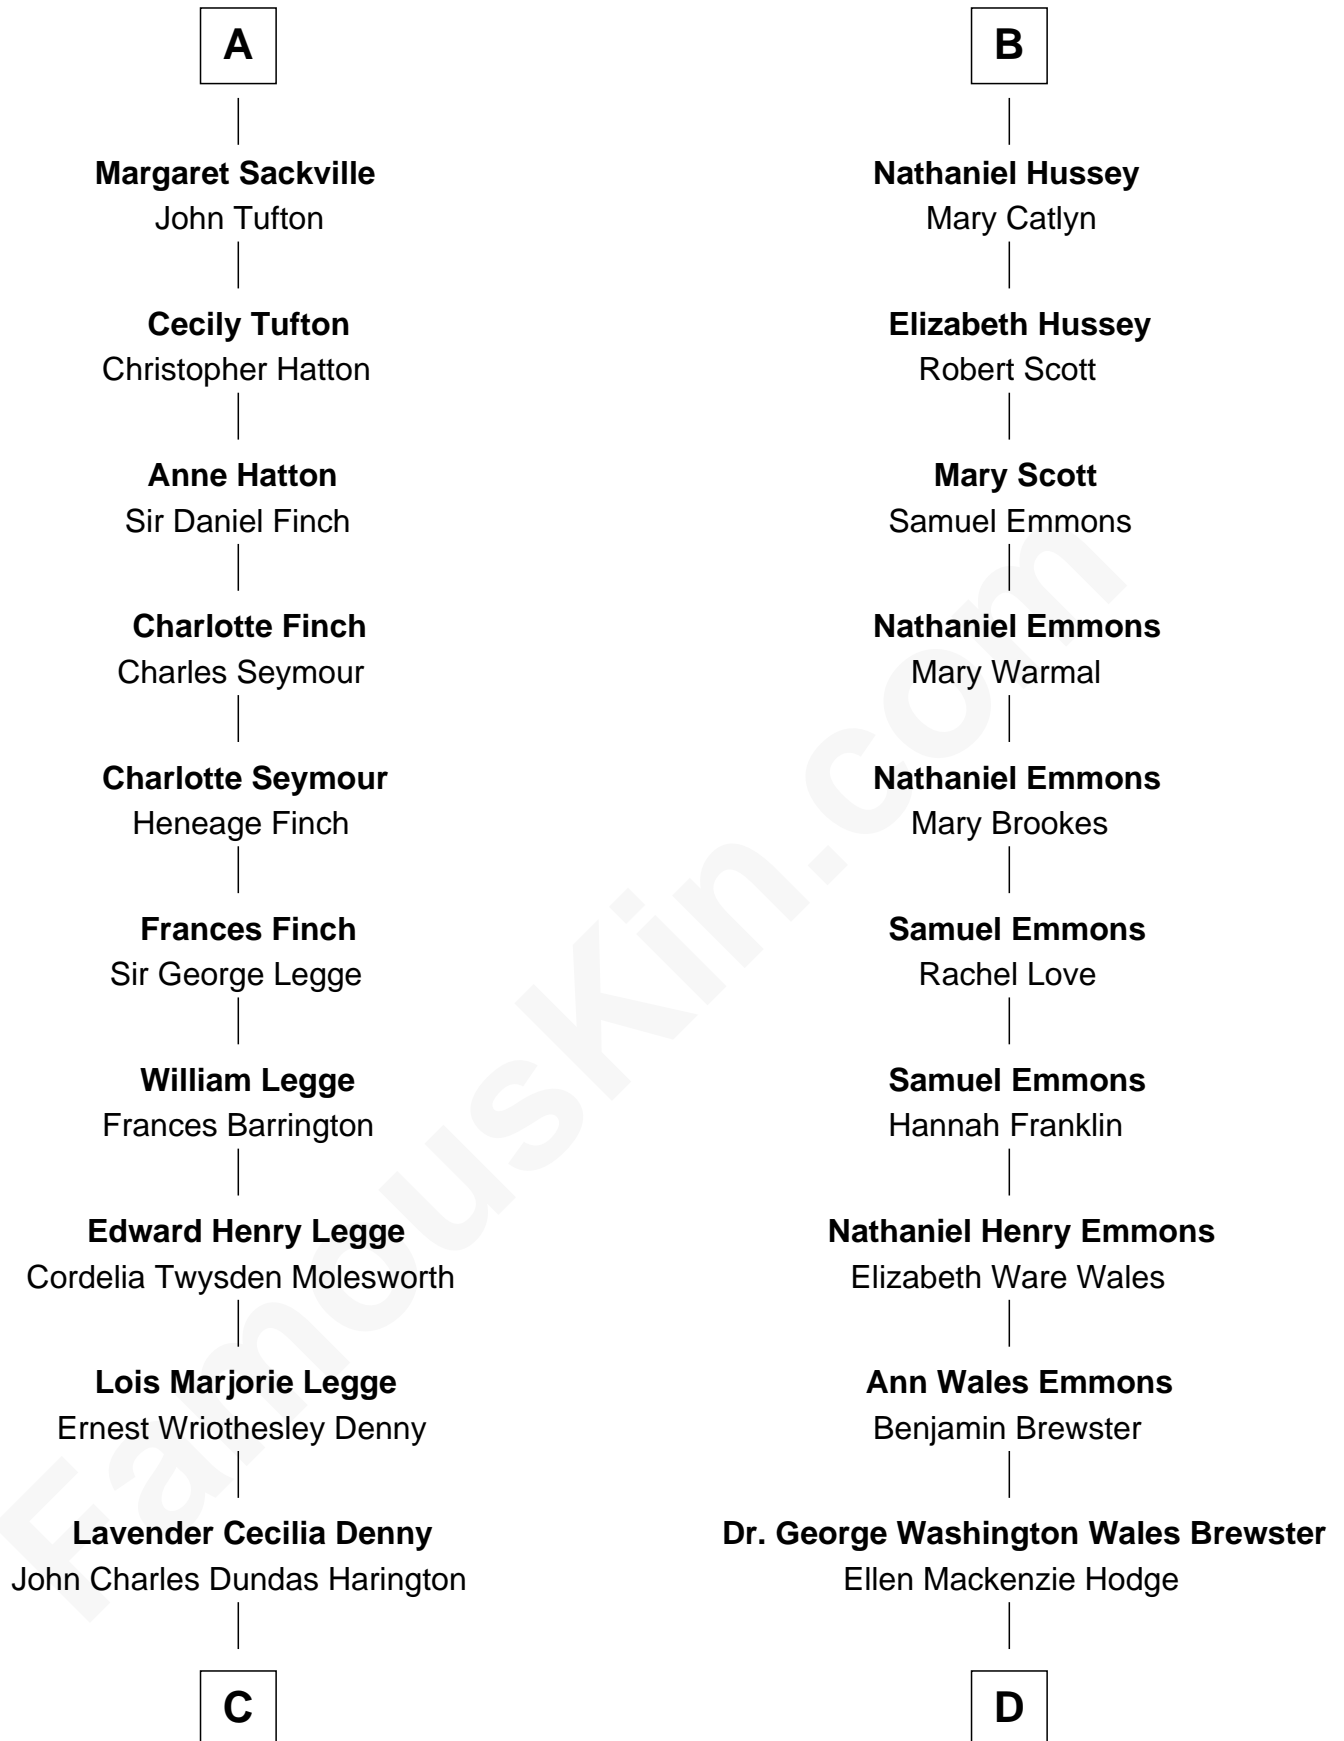 A
Margaret Sackville
John Tufton
Cecily Tufton
Christopher Hatton
Anne Hatton
Sir Daniel Finch
Charlotte Finch
Charles Seymour
Charlotte Seymour
Heneage Finch
Frances Finch
Sir George Legge
William Legge
Frances Barrington
Edward Henry Legge
Cordelia Twysden Molesworth
Lois Marjorie Legge
Ernest Wriothesley Denny
Lavender Cecilia Denny
John Charles Dundas Harington
C
B
Nathaniel Hussey
Mary Catlyn
Elizabeth Hussey
Robert Scott
Mary Scott
Samuel Emmons
Nathaniel Emmons
Mary Warmal
Nathaniel Emmons
Mary Brookes
Samuel Emmons
Rachel Love
Samuel Emmons
Hannah Franklin
Nathaniel Henry Emmons
Elizabeth Ware Wales
Ann Wales Emmons
Benjamin Brewster
Dr. George Washington Wales Brewster
Ellen Mackenzie Hodge
D
FamousKin.com